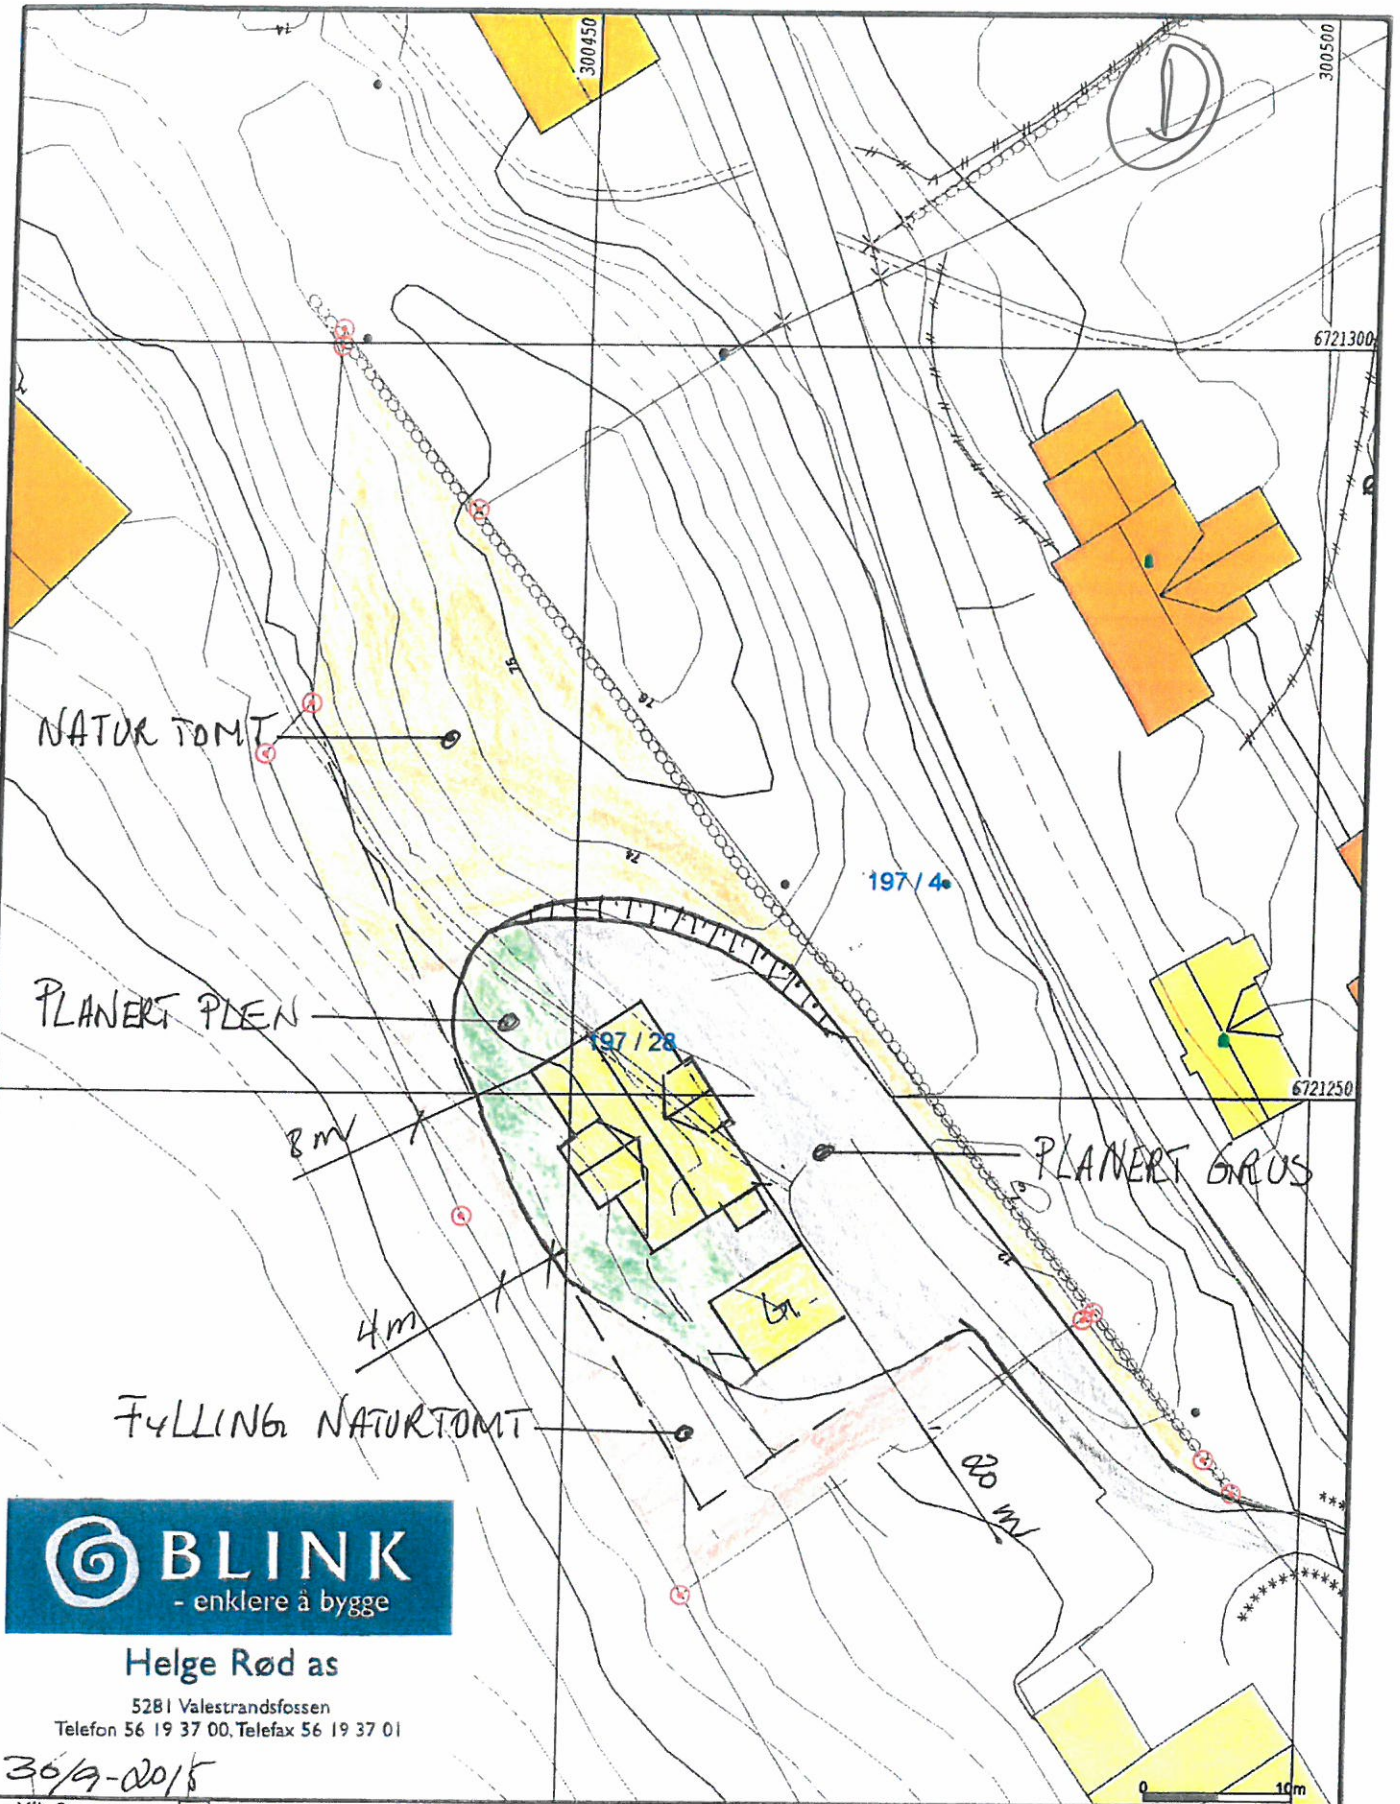 74
300450
300500
D
6721300
75
76
NATUR TOMT
74
197 / 4
PLANERT PLEN
197 / 28
6721250
8 m
PLANERT GRUS
72
4 m
G.
FYLLING NATURTOMT
20 m
BLINK
- enklere å bygge
Helge Rød as
5281 Valestrandsfossen
Telefon 56 19 37 00, Telefax 56 19 37 01
30/9-2015
0 10m